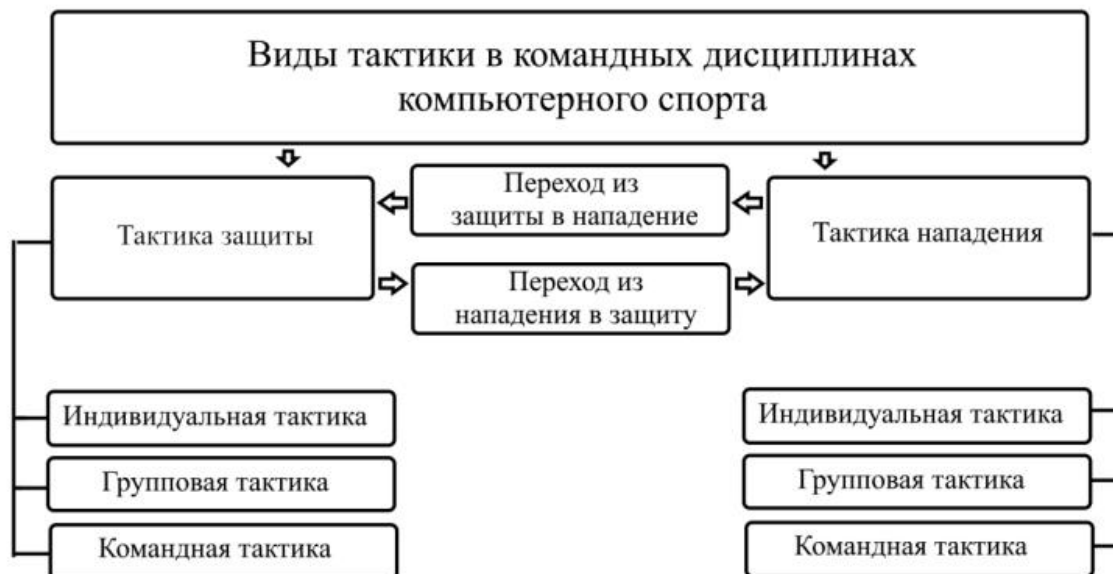 Виды тактики в командных дисциплинах
компьютерного спорта
Переход из
защиты в нападение
Тактика защиты
Тактика нападения
Переход из
нападения в защиту
Индивидуальная тактика
Групповая тактика
Командная тактика
Индивидуальная тактика
Групповая тактика
Командная тактика